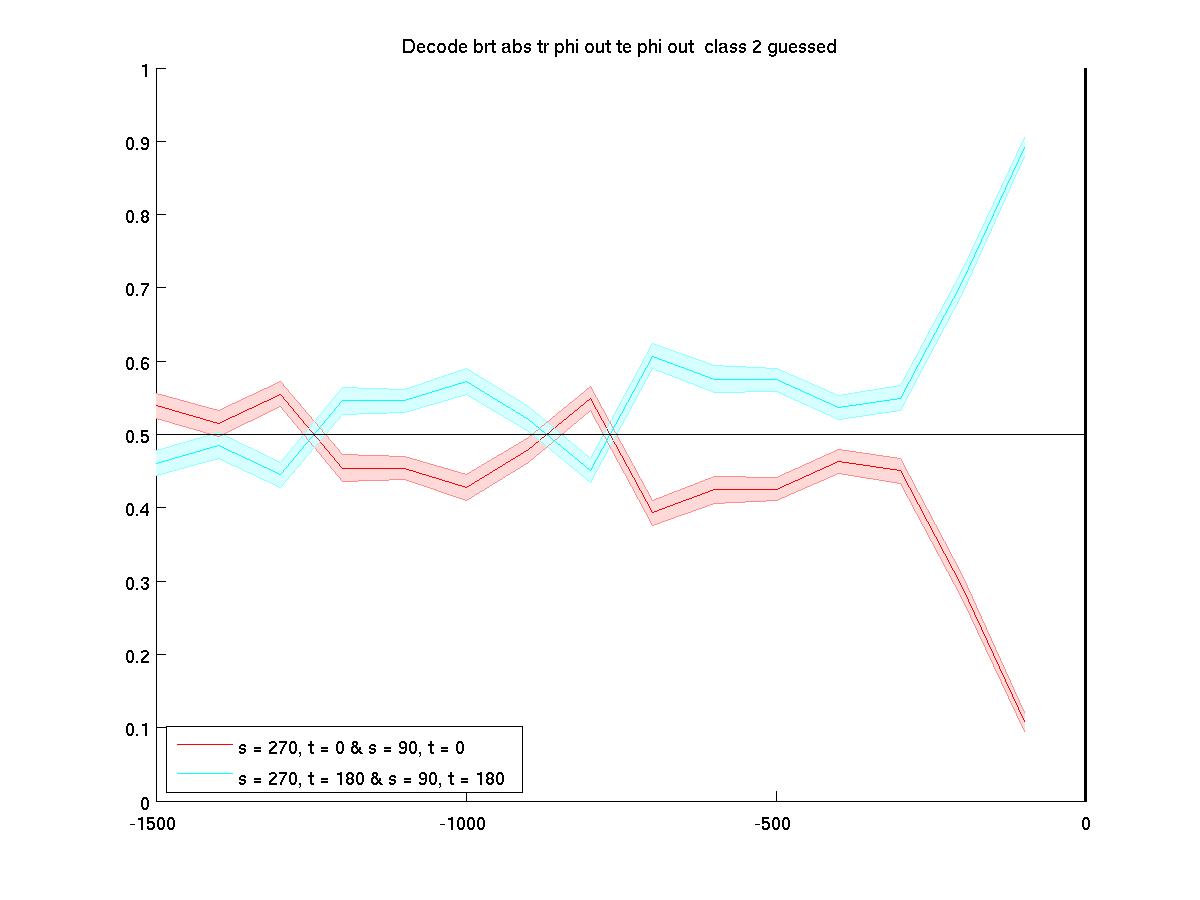 Decode brt abs tr phi out te phi out  class 2 guessed
1
0.9
0.8
0.7
0.6
0.5
0.4
0.3
0.2
0.1
0
s = 270, t = 0 & s = 90, t = 0
s = 270, t = 180 & s = 90, t = 180
-1500 -1000 -500 0